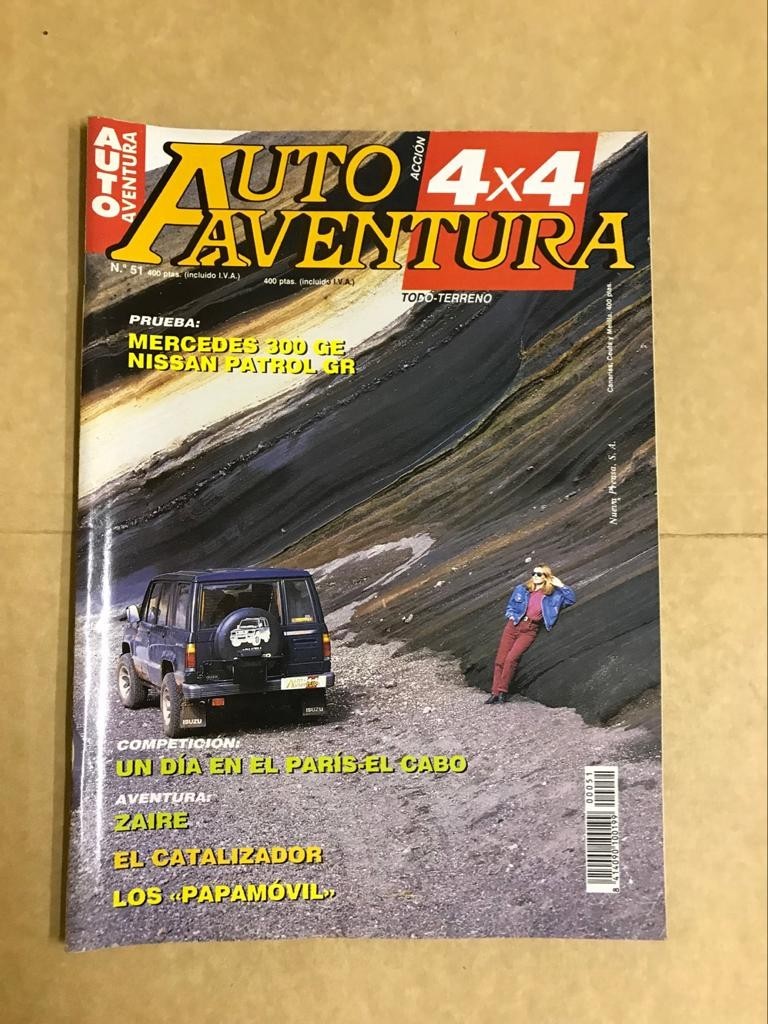 AUTO
AVENTURA
AUTO
AVENTURA
ACCIÓN
4x4
TODO-TERRENO
N.º 51 400 ptas. (incluido I.V.A.)
400 ptas. (incluido I.V.A.)
Canarias, Ceuta y Melilla, 400 ptas.
Nueva Prensa, S. A.
PRUEBA:
MERCEDES 300 GE
NISSAN PATROL GR
AUTO
ISUZU
ISUZU
COMPETICIÓN:
UN DÍA EN EL PARÍS-EL CABO
AVENTURA:
ZAIRE
EL CATALIZADOR
LOS «PAPAMÓVIL»
00051